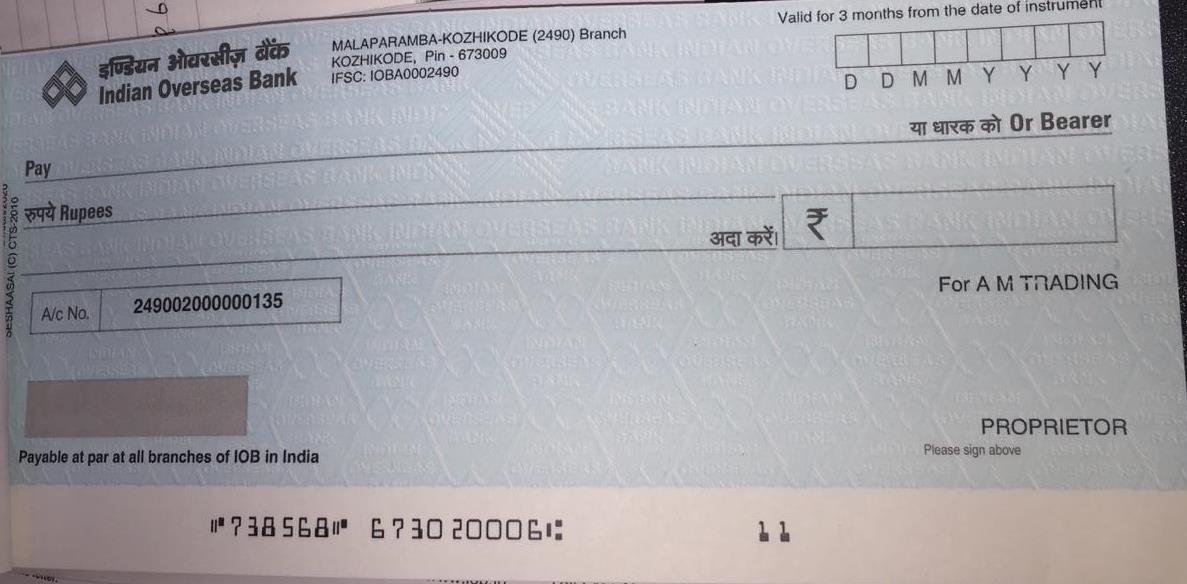 Valid for 3 months from the date of instrument
इण्डियन ओवरसीज़ बैंक
Indian Overseas Bank
MALAPARAMBA-KOZHIKODE (2490) Branch
KOZHIKODE, Pin - 673009
IFSC: IOBA0002490
D D M M Y Y Y Y
या धारक को Or Bearer
Pay
रुपये Rupees
अदा करें।
₹
For A M TRADING
A/c No. 249002000000135
SESHAASAI (C) CTS-2010
PROPRIETOR
Please sign above
Payable at par at all branches of IOB in India
⑈738568⑈ 673020006⑆ 11